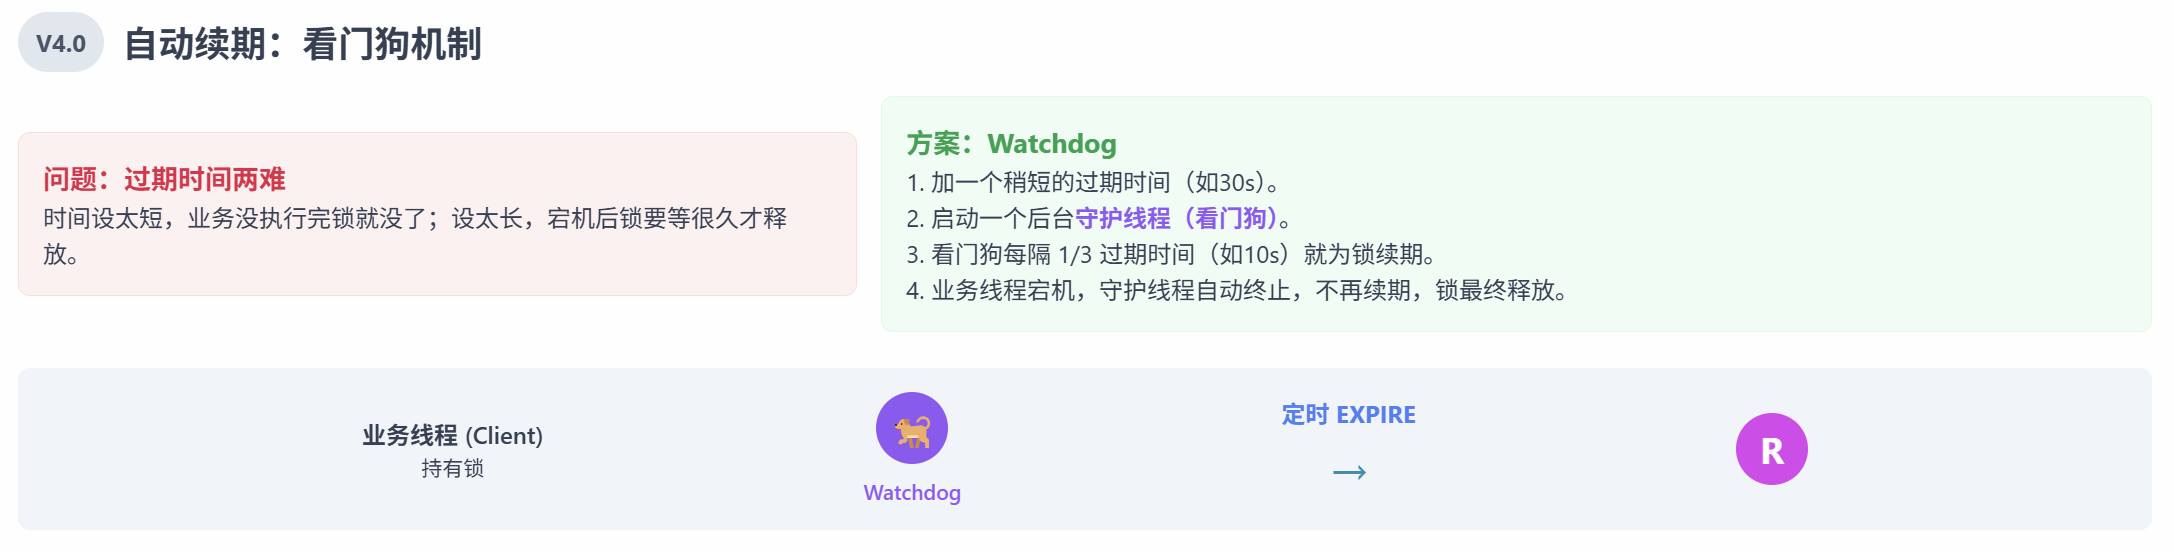 V4.0 自动续期：看门狗机制
问题：过期时间两难
时间设太短，业务没执行完锁就没了；设太长，宕机后锁要等很久才释
放。
方案：Watchdog
1. 加一个稍短的过期时间（如30s）。
2. 启动一个后台守护线程（看门狗）。
3. 看门狗每隔 1/3 过期时间（如10s）就为锁续期。
4. 业务线程宕机，守护线程自动终止，不再续期，锁最终释放。
业务线程 (Client)
持有锁
Watchdog
定时 EXPIRE
→
R